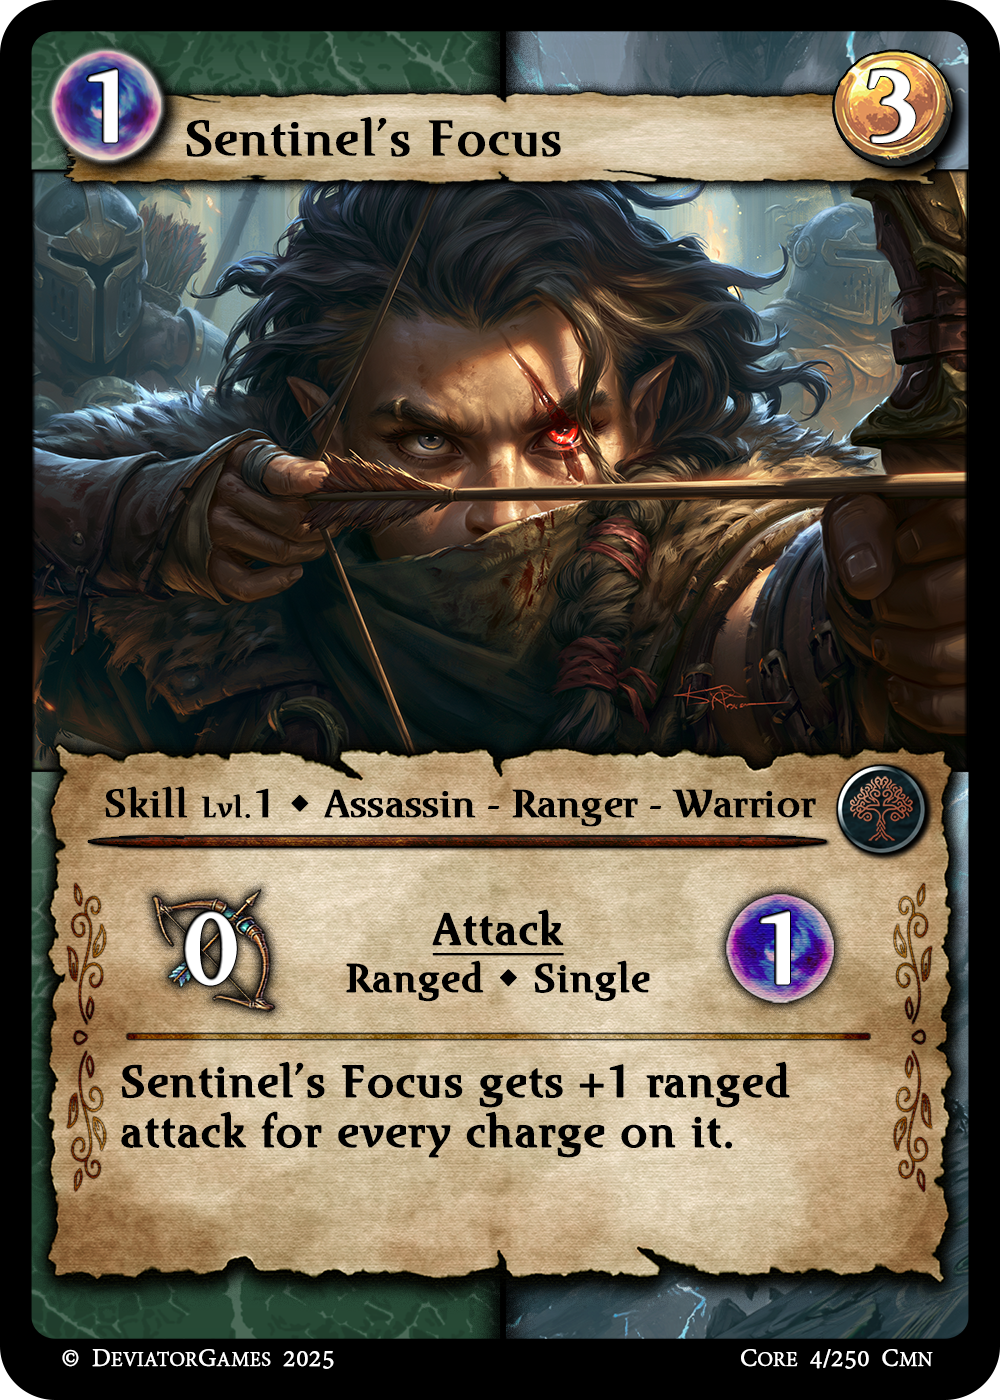 1
3
Sentinel's Focus
Skill Lvl.1 ◆ Assassin - Ranger - Warrior
0
Attack
1
Ranged ◆ Single
Sentinel's Focus gets +1 ranged
attack for every charge on it.
© DeviatorGames 2025
Core 4/250 Cmn